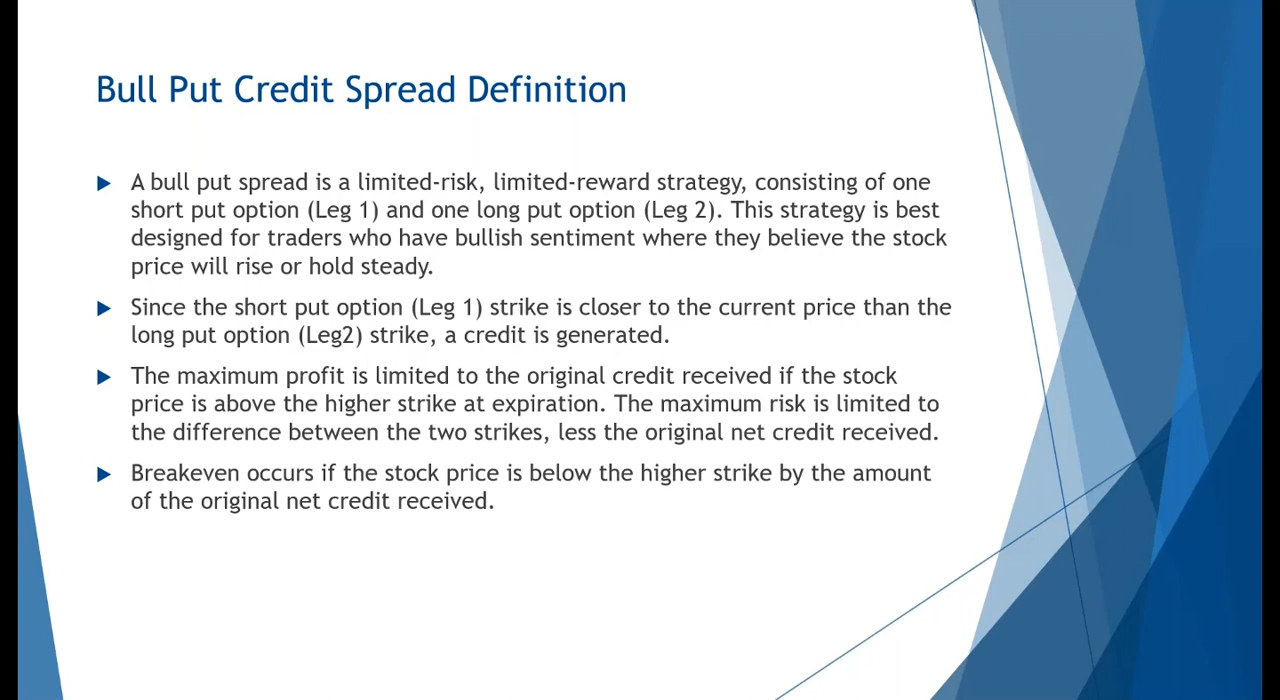 Bull Put Credit Spread Definition
A bull put spread is a limited-risk, limited-reward strategy, consisting of one
short put option (Leg 1) and one long put option (Leg 2). This strategy is best
designed for traders who have bullish sentiment where they believe the stock
price will rise or hold steady.
Since the short put option (Leg 1) strike is closer to the current price than the
long put option (Leg2) strike, a credit is generated.
The maximum profit is limited to the original credit received if the stock
price is above the higher strike at expiration. The maximum risk is limited to
the difference between the two strikes, less the original net credit received.
Breakeven occurs if the stock price is below the higher strike by the amount
of the original net credit received.